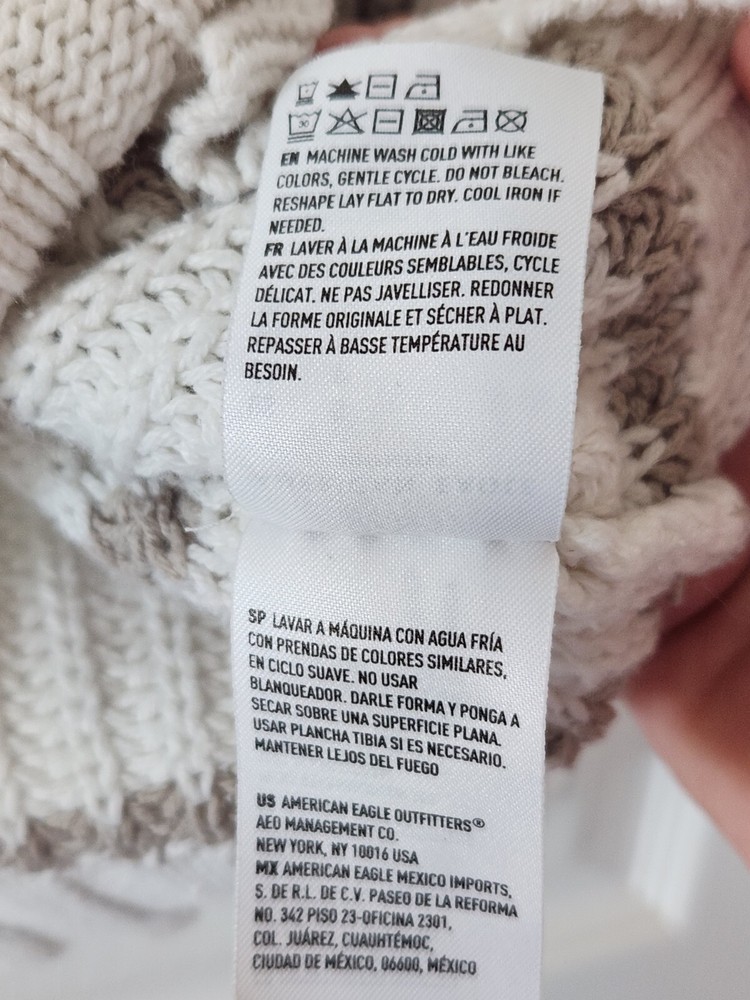 30
EN MACHINE WASH COLD WITH LIKE
COLORS, GENTLE CYCLE. DO NOT BLEACH.
RESHAPE LAY FLAT TO DRY. COOL IRON IF
NEEDED.
FR LAVER À LA MACHINE À L'EAU FROIDE
AVEC DES COULEURS SEMBLABLES, CYCLE
DÉLICAT. NE PAS JAVELLISER. REDONNER
LA FORME ORIGINALE ET SÉCHER À PLAT.
REPASSER À BASSE TEMPÉRATURE AU
BESOIN.
SP LAVAR A MÁQUINA CON AGUA FRÍA
CON PRENDAS DE COLORES SIMILARES,
EN CICLO SUAVE. NO USAR
BLANQUEADOR. DARLE FORMA Y PONGA A
SECAR SOBRE UNA SUPERFICIE PLANA.
USAR PLANCHA TIBIA SI ES NECESARIO.
MANTENER LEJOS DEL FUEGO
US AMERICAN EAGLE OUTFITTERS®
AEO MANAGEMENT CO.
NEW YORK, NY 10016 USA
MX AMERICAN EAGLE MEXICO IMPORTS,
S. DE R.L. DE C.V. PASEO DE LA REFORMA
NO. 342 PISO 23-OFICINA 2301,
COL. JUÁREZ, CUAUHTÉMOC,
CIUDAD DE MÉXICO, 06600, MÉXICO